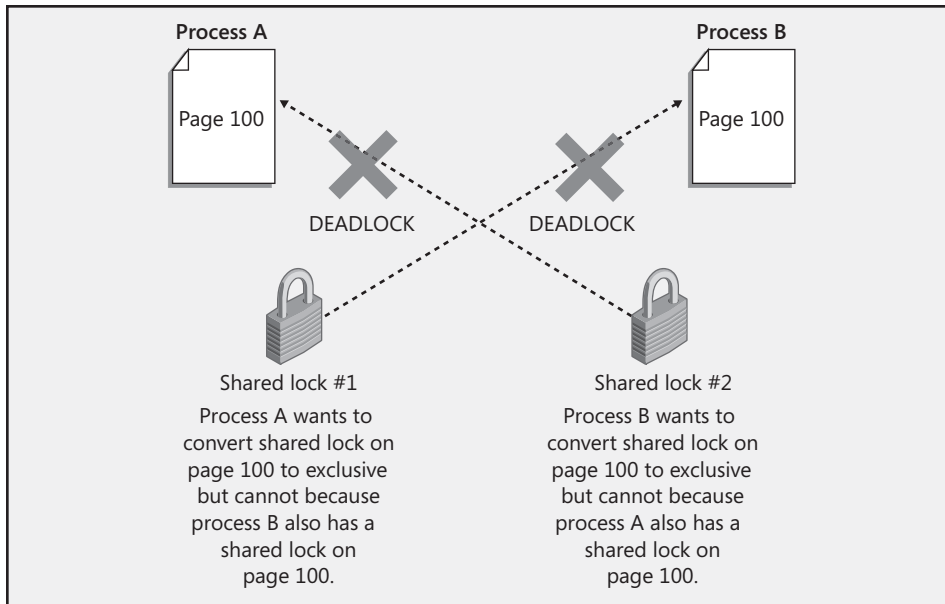 Process A
Process B
Page 100
Page 100
DEADLOCK
DEADLOCK
Shared lock #1
Process A wants to
convert shared lock on
page 100 to exclusive
but cannot because
process B also has a
shared lock on
page 100.
Shared lock #2
Process B wants to
convert shared lock on
page 100 to exclusive
but cannot because
process A also has a
shared lock on
page 100.